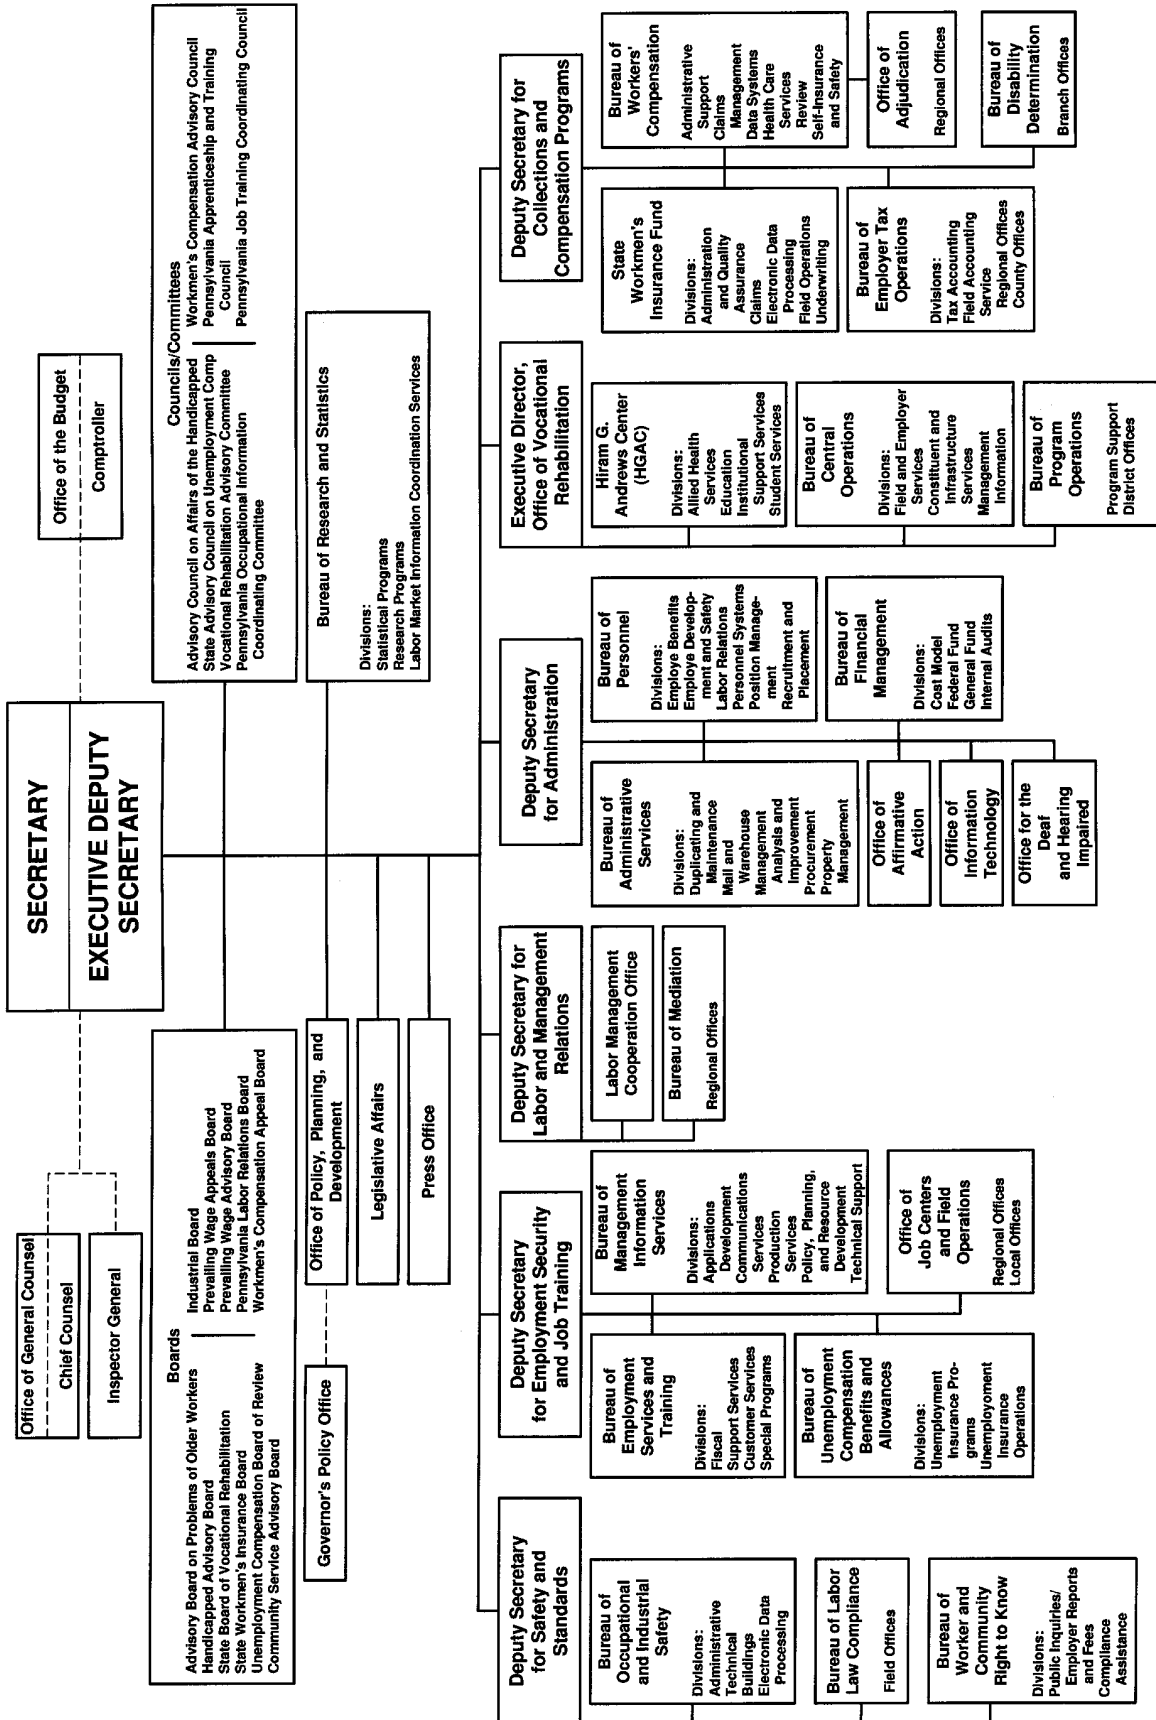 SECRETARY
EXECUTIVE DEPUTY
SECRETARY
Office of General Counsel
Chief Counsel
Inspector General
Office of the Budget
Comptroller
Boards
Advisory Board on Problems of Older Workers
Handicapped Advisory Board
State Board of Vocational Rehabilitation
State Workmen's Insurance Board
Unemployment Compensation Board of Review
Community Service Advisory Board
Industrial Board
Prevailing Wage Appeals Board
Prevailing Wage Advisory Board
Pennsylvania Labor Relations Board
Workmen's Compensation Appeal Board
Councils/Committees
Advisory Council on Affairs of the Handicapped
State Advisory Council on Unemployment Comp
Vocational Rehabilitation Advisory Committee
Pennsylvania Occupational Information
Coordinating Committee
Workmen's Compensation Advisory Council
Pennsylvania Apprenticeship and Training
Council
Pennsylvania Job Training Coordinating Council
Governor's Policy Office
Office of Policy, Planning, and
Development
Legislative Affairs
Press Office
Bureau of Research and Statistics
Divisions:
Statistical Programs
Research Programs
Labor Market Information Coordination Services
Deputy Secretary
for Safety and
Standards
Bureau of
Occupational
and Industrial
Safety
Divisions:
Administrative
Technical
Buildings
Electronic Data
Processing
Bureau of Labor
Law Compliance
Field Offices
Bureau of
Worker and
Community
Right to Know
Divisions:
Public Inquiries/
Employer Reports
and Fees
Compliance
Assistance
Deputy Secretary
for Employment Security
and Job Training
Bureau of
Employment
Services and
Training
Divisions:
Fiscal
Support Services
Customer Services
Special Programs
Bureau of
Unemployment
Compensation
Benefits and
Allowances
Divisions:
Unemployment
Insurance Pro-
grams
Unemployoment
Insurance
Operations
Bureau of
Management
Information
Services
Divisions:
Applications
Development
Communications
Services
Production
Services
Policy, Planning,
and Resource
Development
Technical Support
Office of
Job Centers
and Field
Operations
Regional Offices
Local Offices
Deputy Secretary for
Labor and Management
Relations
Labor Management
Cooperation Office
Bureau of Mediation
Regional Offices
Deputy Secretary
for Administration
Bureau of
Administrative
Services
Divisions:
Duplicating and
Maintenance
Mail and
Warehouse
Management
Analysis and
Improvement
Procurement
Property
Management
Office of
Affirmative
Action
Office of
Information
Technology
Office for the
Deaf
and Hearing
Impaired
Bureau of
Personnel
Divisions:
Employe Benefits
Employe Develop-
ment and Safety
Labor Relations
Personnel Systems
Position Manage-
ment
Recruitment and
Placement
Bureau of
Financial
Management
Divisions:
Cost Model
Federal Fund
General Fund
Internal Audits
Executive Director,
Office of Vocational
Rehabilitation
Hiram G.
Andrews Center
(HGAC)
Divisions:
Allied Health
Services
Education
Institutional
Support Services
Student Services
Bureau of
Central
Operations
Divisions:
Field and Employer
Services
Constituent and
Infrastructure
Services
Management
Information
Bureau of
Program
Operations
Program Support
District Offices
Deputy Secretary for
Collections and
Compensation Programs
State
Workmen's
Insurance Fund
Divisions:
Administration
and Quality
Assurance
Claims
Electronic Data
Processing
Field Operations
Underwriting
Bureau of
Employer Tax
Operations
Divisions:
Tax Accounting
Field Accounting
Service
Regional Offices
County Offices
Bureau of
Workers'
Compensation
Administrative
Support
Claims
Management
Data Systems
Health Care
Services
Review
Self-Insurance
and Safety
Office of
Adjudication
Regional Offices
Bureau of
Disability
Determination
Branch Offices